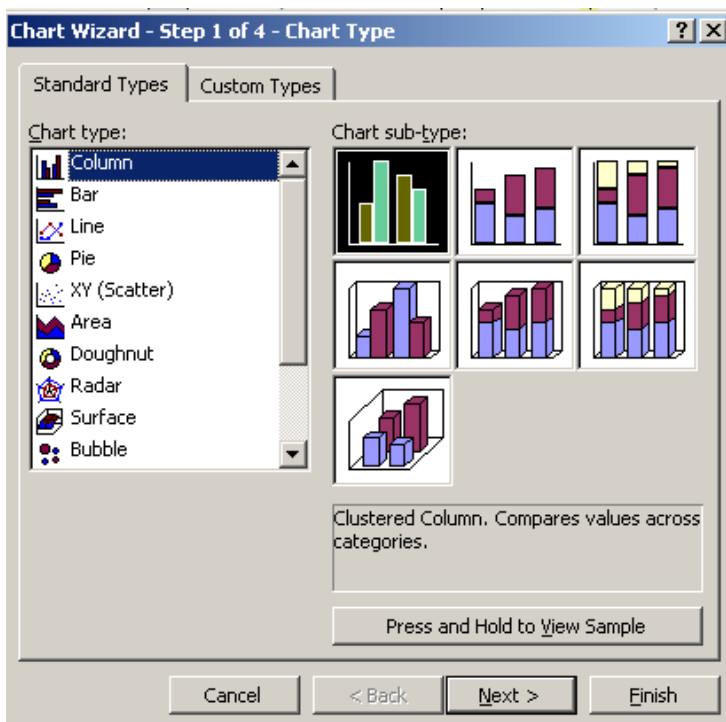 Chart Wizard - Step 1 of 4 - Chart Type
Standard Types
Custom Types
Chart type:
Column
Bar
Line
Pie
XY (Scatter)
Area
Doughnut
Radar
Surface
Bubble
Chart sub-type:
Clustered Column. Compares values across
categories.
Press and Hold to View Sample
Cancel
< Back
Next >
Finish